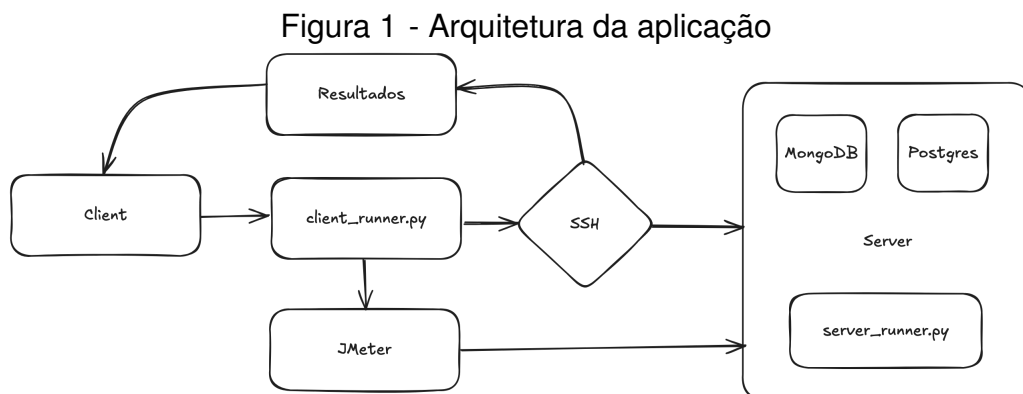 Figura 1 - Arquitetura da aplicação
Resultados
MongoDB
Postgres
Client
client_runner.py
SSH
Server
JMeter
server_runner.py